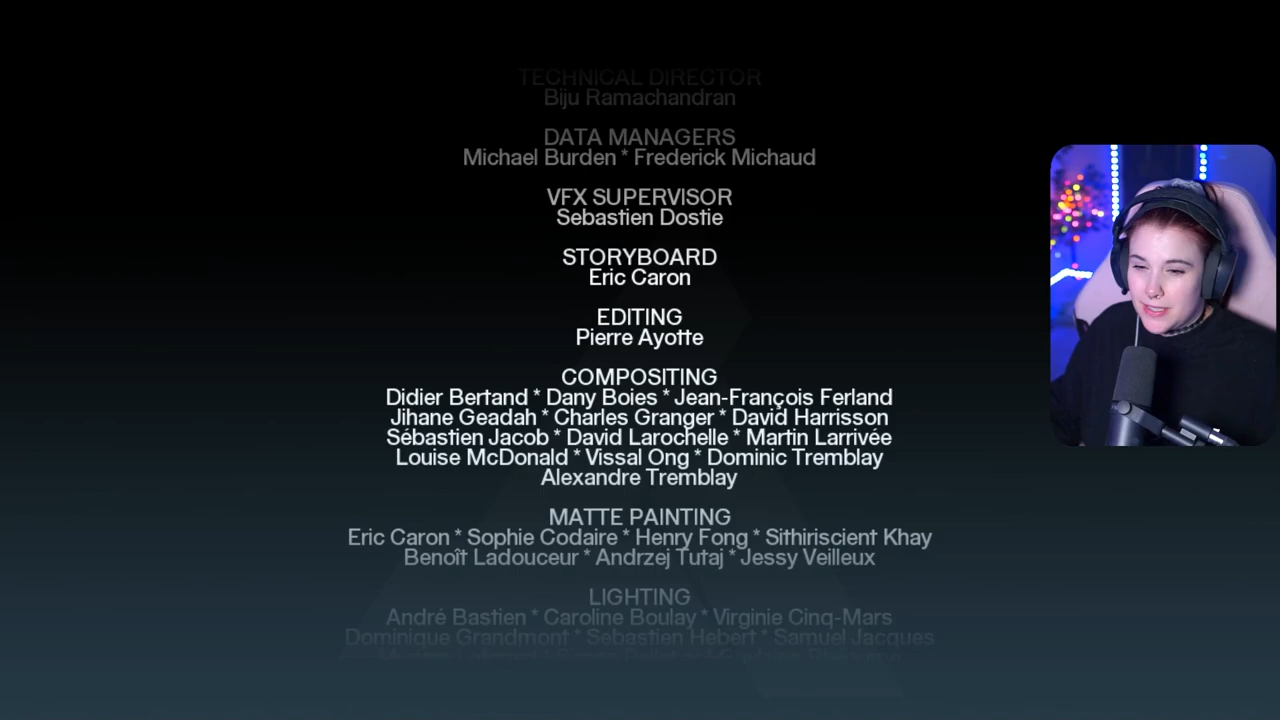 TECHNICAL DIRECTOR
Biju Ramachandran
DATA MANAGERS
Michael Burden * Frederick Michaud
VFX SUPERVISOR
Sebastien Dostie
STORYBOARD
Eric Caron
EDITING
Pierre Ayotte
COMPOSITING
Didier Bertand * Dany Boies * Jean-François Ferland
Jihane Geadah * Charles Granger * David Harrisson
Sébastien Jacob * David Larochelle * Martin Larrivée
Louise McDonald * Vissal Ong * Dominic Tremblay
Alexandre Tremblay
MATTE PAINTING
Eric Caron * Sophie Codaire * Henry Fong * Sithiriscient Khay
Benoît Ladouceur * Andrzej Tutaj * Jessy Veilleux
LIGHTING
André Bastien * Caroline Boulay * Virginie Cinq-Mars
Dominique Grandmont * Sebastien Hebert * Samuel Jacques